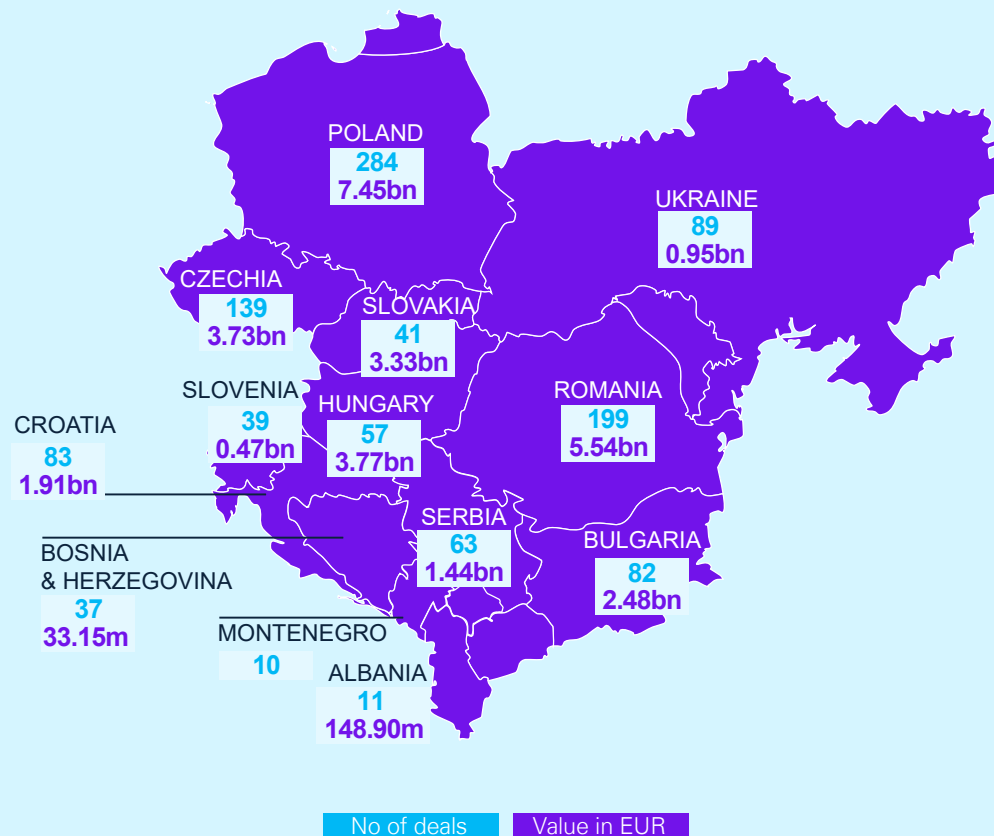 POLAND
284
7.45bn
UKRAINE
89
0.95bn
CZECHIA
139
3.73bn
SLOVAKIA
41
3.33bn
SLOVENIA
39
0.47bn
HUNGARY
57
3.77bn
ROMANIA
199
5.54bn
CROATIA
83
1.91bn
SERBIA
63
1.44bn
BULGARIA
82
2.48bn
BOSNIA
& HERZEGOVINA
37
33.15m
MONTENEGRO
10
ALBANIA
11
148.90m
No of deals
Value in EUR